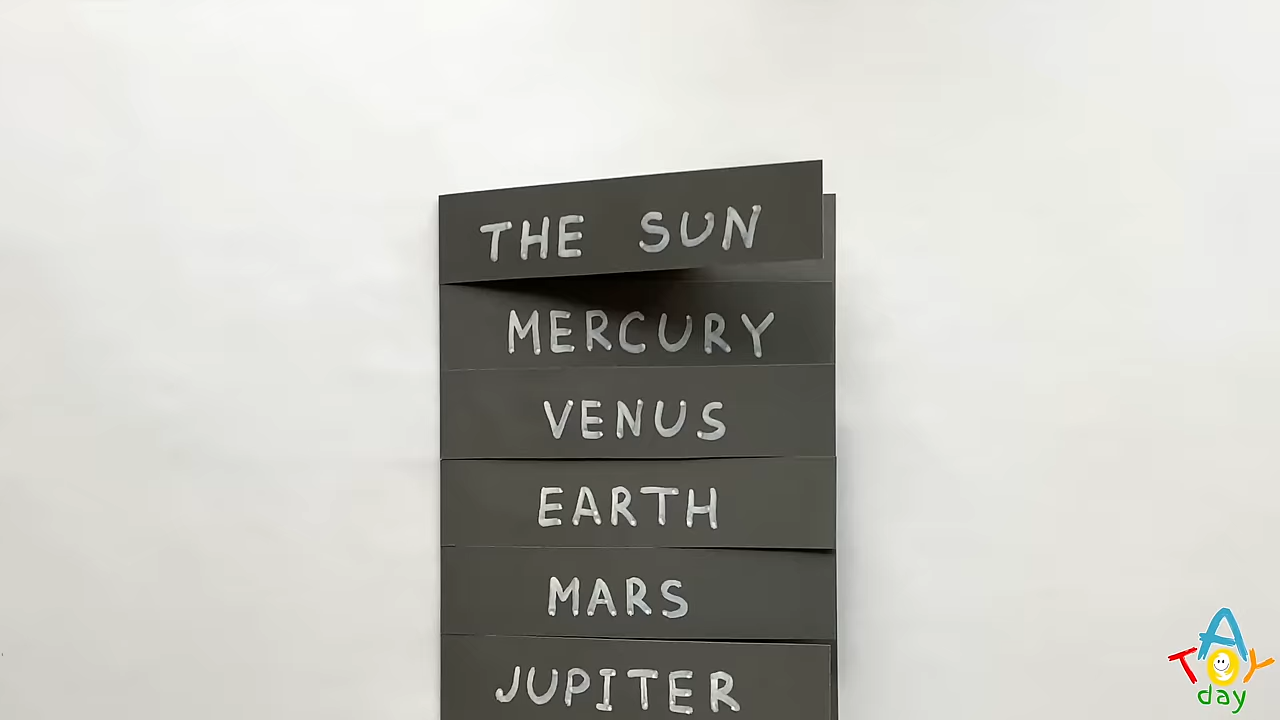 THE SUN
MERCURY
VENUS
EARTH
MARS
JUPITER
A
TOY
day